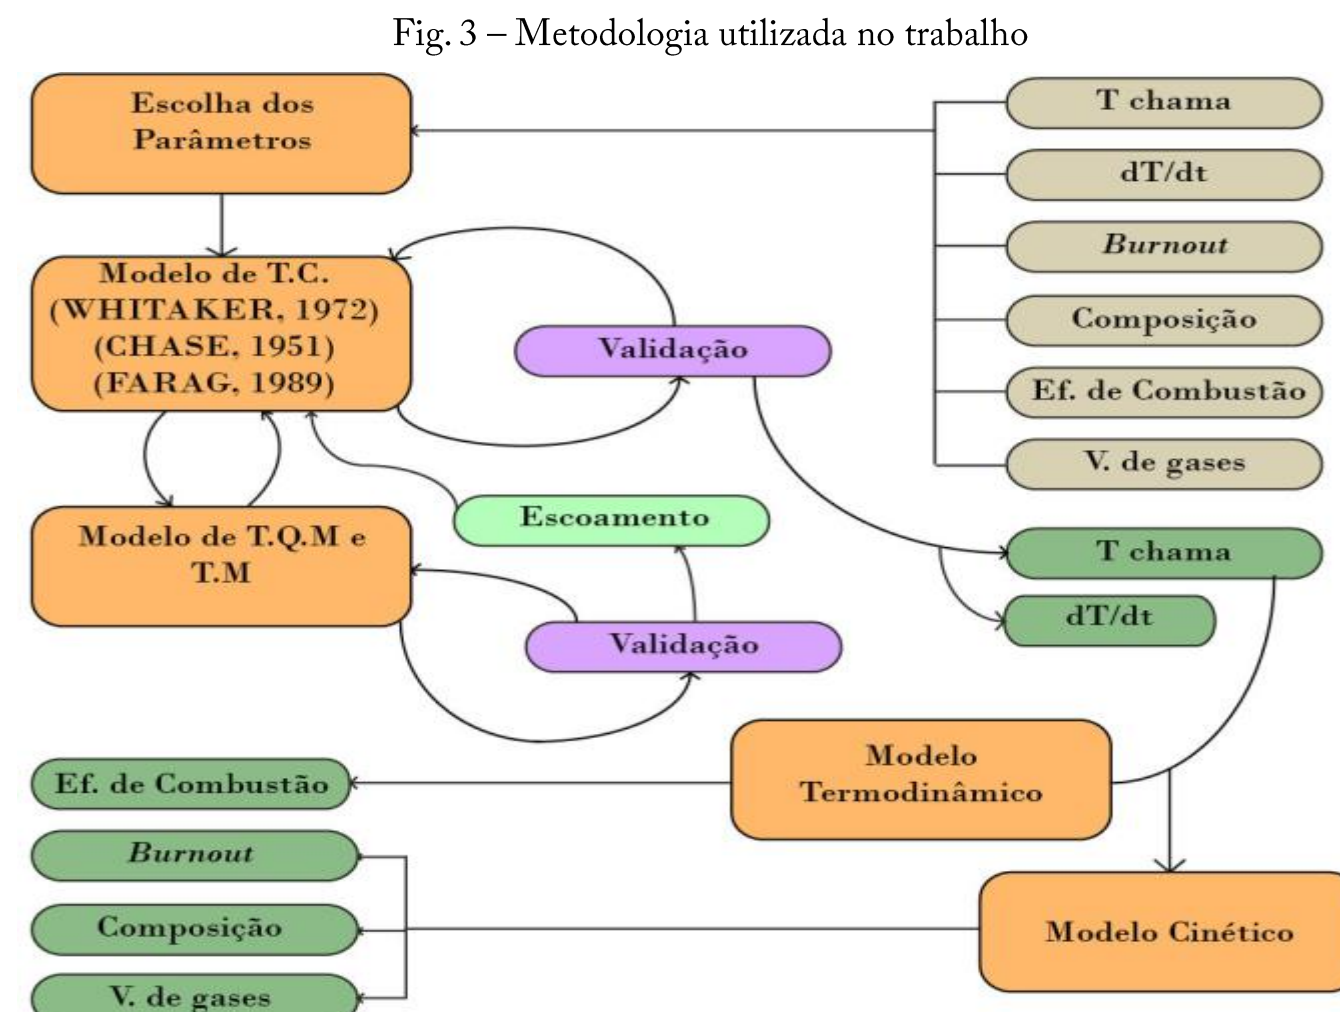 Fig. 3 – Metodologia utilizada no trabalho
Escolha dos
Parâmetros
T chama
dT/dt
Burnout
Composição
Ef. de Combustão
V. de gases
Modelo de T.C.
(WHITAKER, 1972)
(CHASE, 1951)
(FARAG, 1989)
Validação
Escoamento
Modelo de T.Q.M e
T.M
Validação
T chama
dT/dt
Modelo
Termodinâmico
Ef. de Combustão
Burnout
Composição
V. de gases
Modelo Cinético